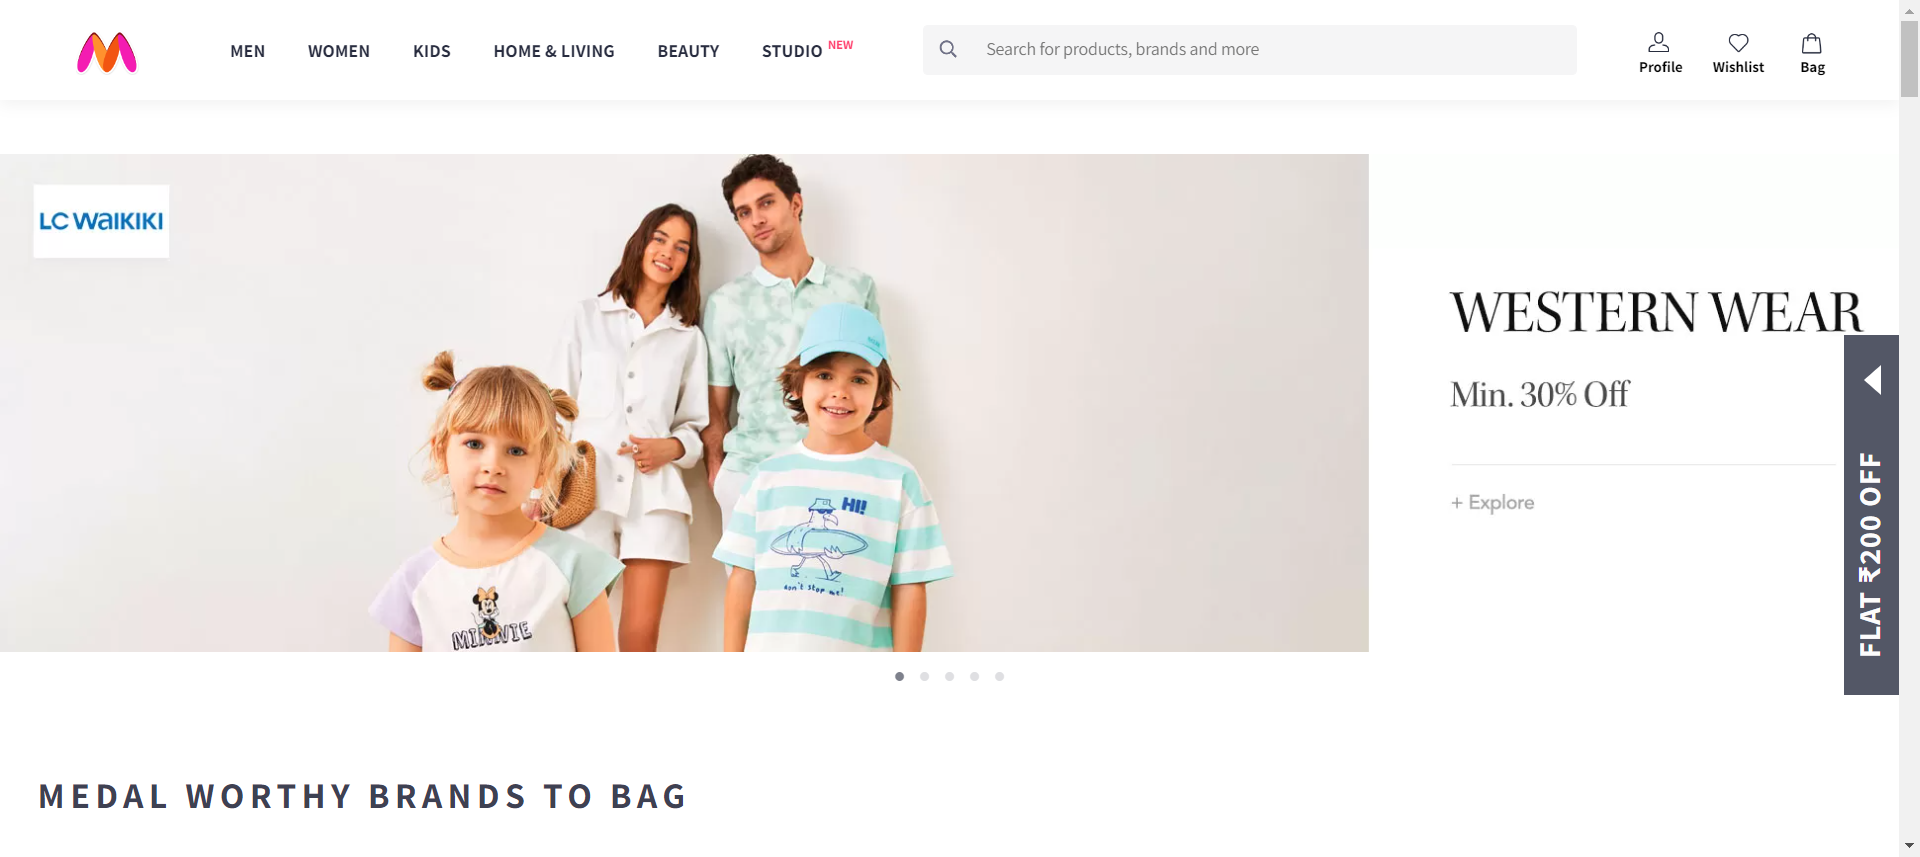 MEN WOMEN KIDS HOME & LIVING BEAUTY STUDIO NEW
Search for products, brands and more
Profile Wishlist Bag
LC WAIKIKI
WESTERN WEAR
Min. 30% Off
+ Explore
FLAT ₹200 OFF
HI!
don't stop me!
MINNIE
MEDAL WORTHY BRANDS TO BAG